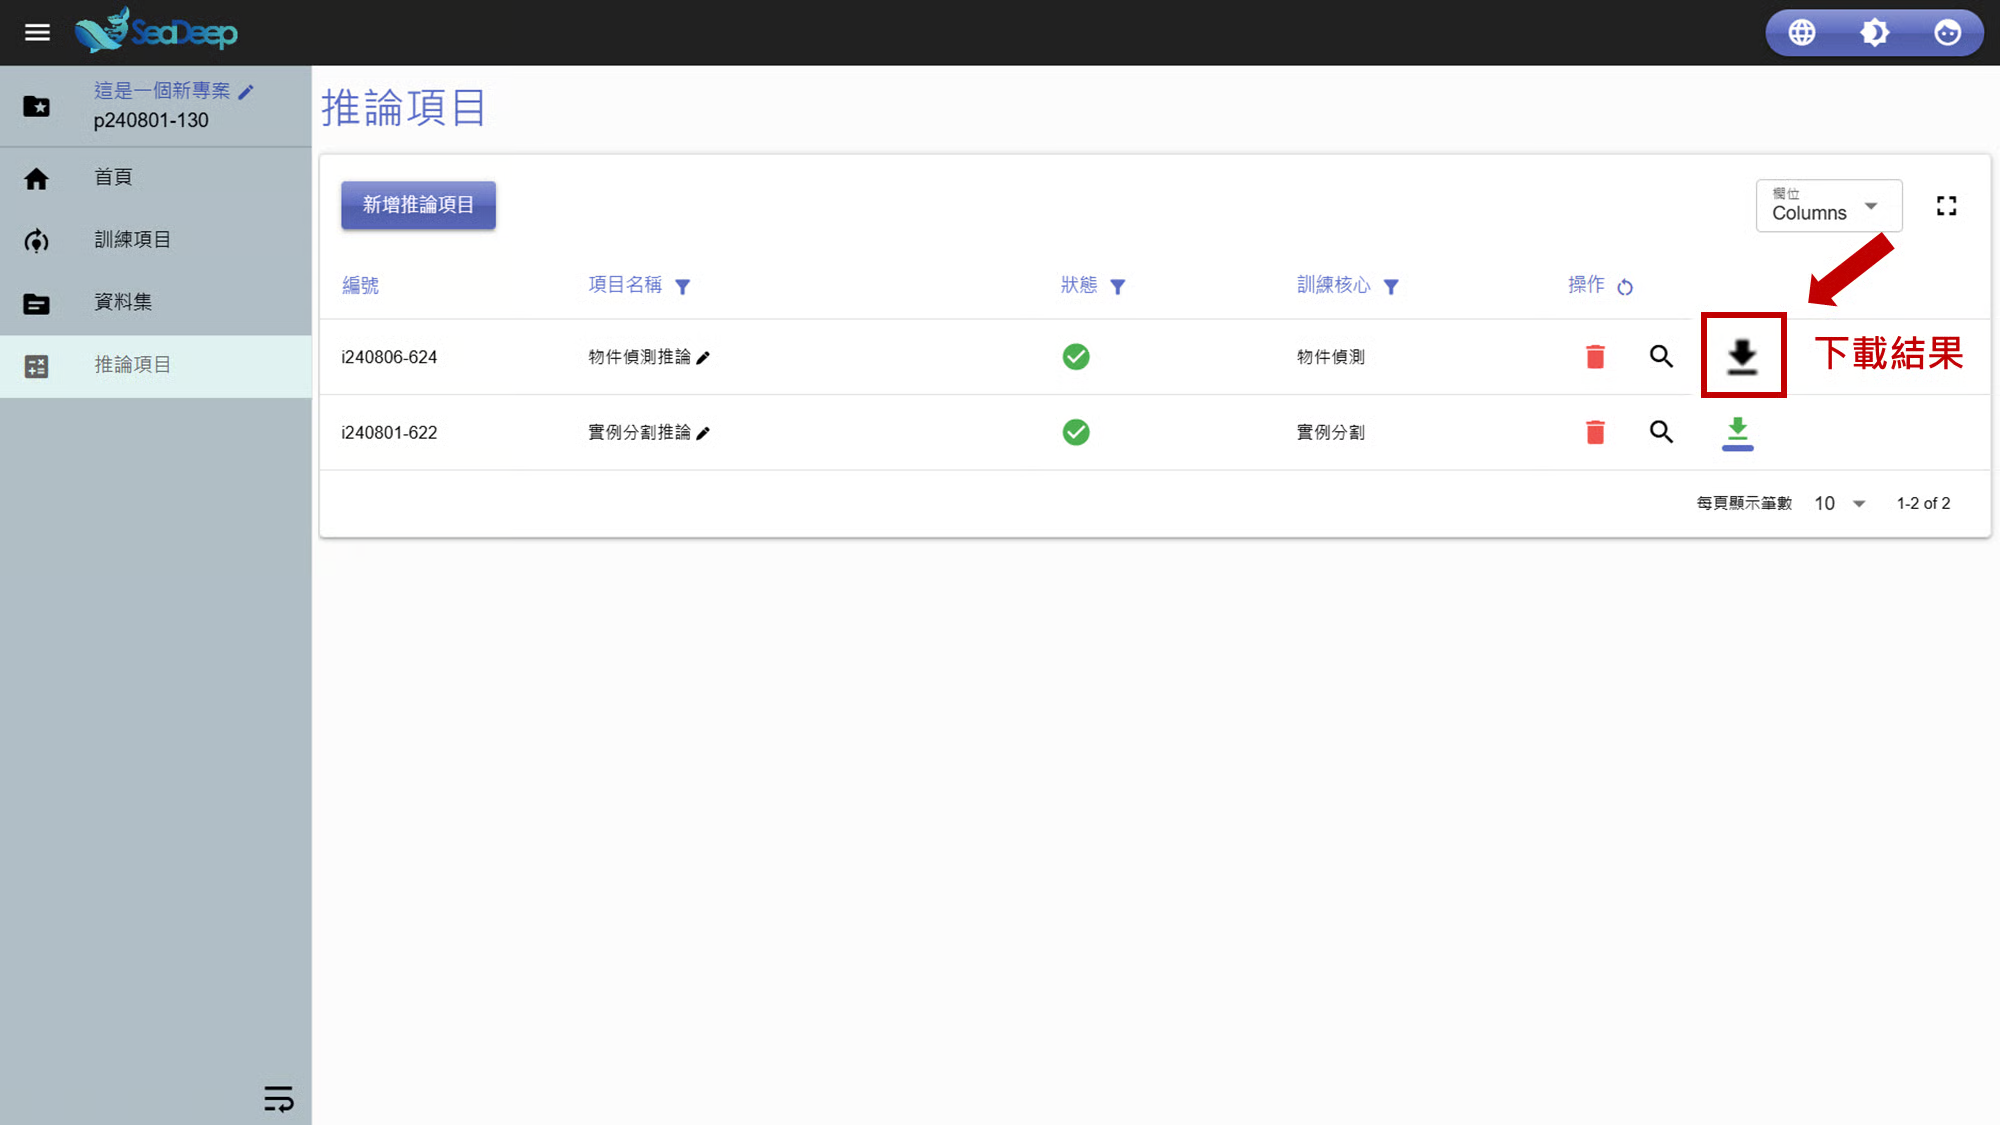 SeaDeep
這是一個新專案
p240801-130
首頁
訓練項目
資料集
推論項目
推論項目
新增推論項目
欄位
Columns
編號 項目名稱 狀態 訓練核心 操作
i240806-624 物件偵測推論 物件偵測
下載結果
i240801-622 實例分割推論 實例分割
每頁顯示筆數 10 1-2 of 2